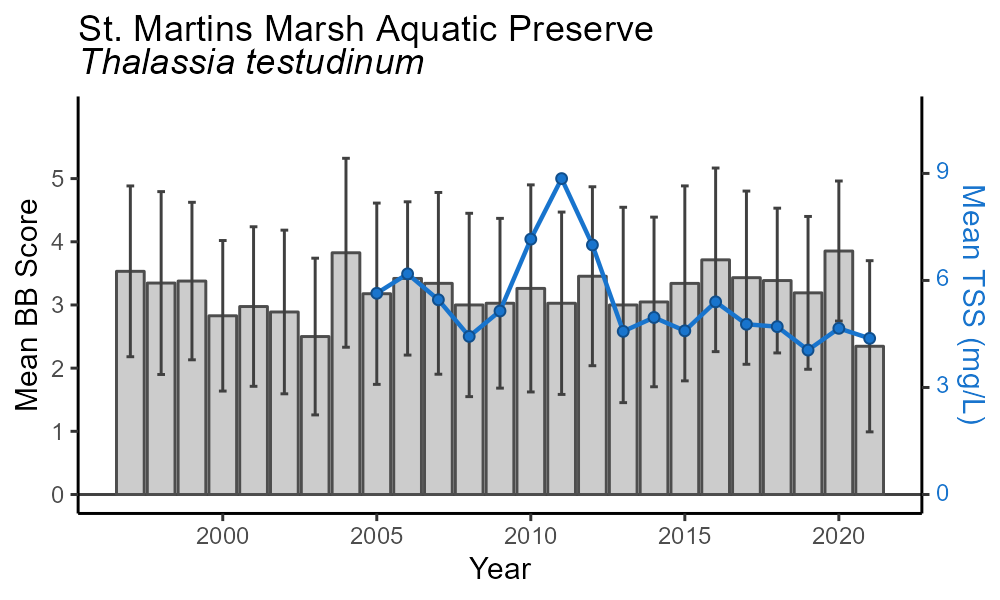 St. Martins Marsh Aquatic Preserve
Thalassia testudinum
Mean BB Score
5
4
3
2
1
0
9
6
3
0
Mean TSS (mg/L)
2000 2005 2010 2015 2020
Year